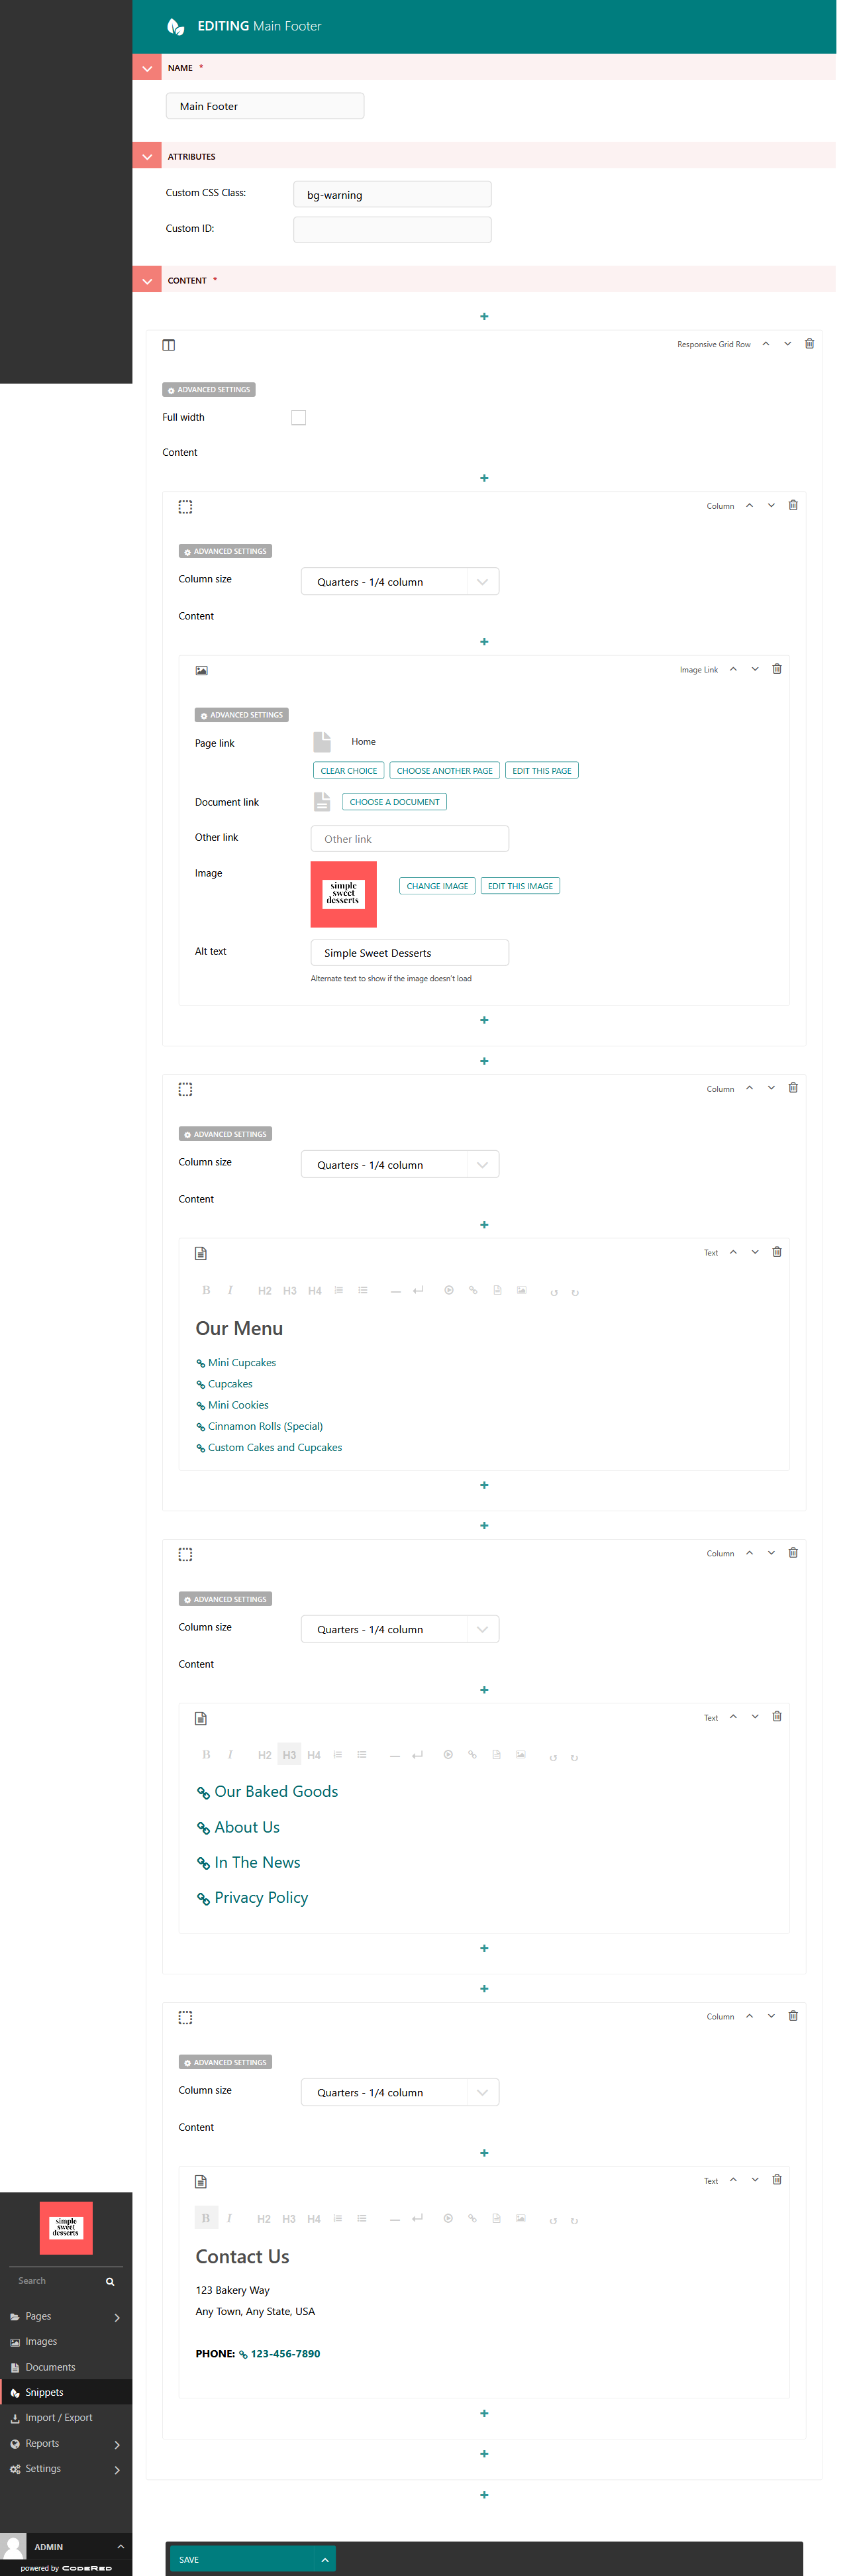 EDITING Main Footer
NAME *
Main Footer
ATTRIBUTES
Custom CSS Class:
bg-warning
Custom ID:
CONTENT *
Responsive Grid Row
ADVANCED SETTINGS
Full width
Content
Column
ADVANCED SETTINGS
Column size
Quarters - 1/4 column
Content
Image Link
ADVANCED SETTINGS
Page link
Home
CLEAR CHOICE
CHOOSE ANOTHER PAGE
EDIT THIS PAGE
Document link
CHOOSE A DOCUMENT
Other link
Other link
Image
simple
sweet
desserts
CHANGE IMAGE
EDIT THIS IMAGE
Alt text
Simple Sweet Desserts
Alternate text to show if the image doesn't load
Column
ADVANCED SETTINGS
Column size
Quarters - 1/4 column
Content
Text
B I H2 H3 H4
Our Menu
Mini Cupcakes
Cupcakes
Mini Cookies
Cinnamon Rolls (Special)
Custom Cakes and Cupcakes
Column
ADVANCED SETTINGS
Column size
Quarters - 1/4 column
Content
Text
B I H2 H3 H4
Our Baked Goods
About Us
In The News
Privacy Policy
Column
ADVANCED SETTINGS
Column size
Quarters - 1/4 column
Content
Text
B I H2 H3 H4
Contact Us
123 Bakery Way
Any Town, Any State, USA
PHONE: 123-456-7890
simple
sweet
desserts
Search
Pages
Images
Documents
Snippets
Import / Export
Reports
Settings
ADMIN
powered by CODERED
SAVE